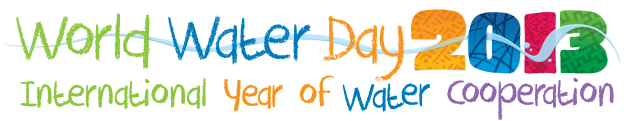 World Water Day 2013
International Year of Water Cooperation